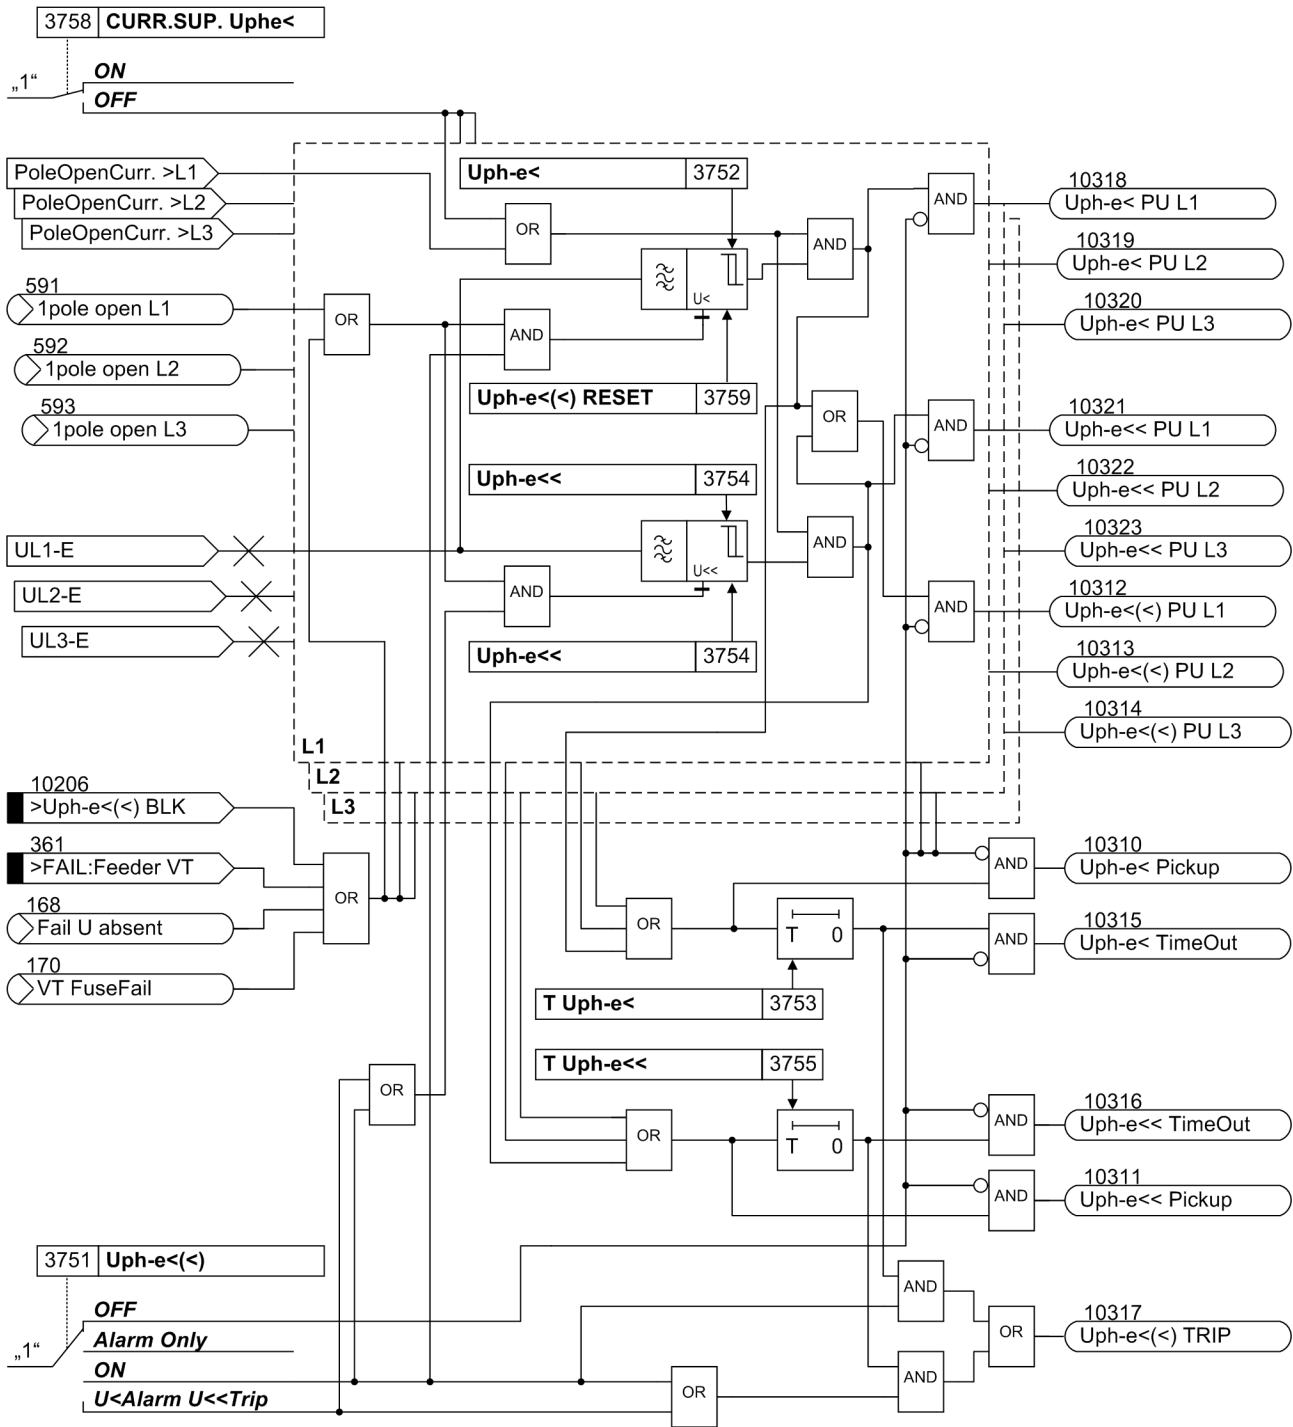 3758 CURR.SUP. Uphe<
„1“
ON
OFF
PoleOpenCurr. >L1
PoleOpenCurr. >L2
PoleOpenCurr. >L3
591
1pole open L1
592
1pole open L2
593
1pole open L3
UL1-E
UL2-E
UL3-E
10206
>Uph-e<(<) BLK
361
>FAIL:Feeder VT
168
Fail U absent
170
VT FuseFail
3751 Uph-e<(<)
„1“
OFF
Alarm Only
ON
U<Alarm U<<Trip
OR
OR
OR
Uph-e< 3752
OR
AND
U<
AND
Uph-e<(<) RESET 3759
Uph-e<< 3754
OR
AND
U<<
AND
Uph-e<< 3754
L1
L2
L3
AND
AND
AND
OR
T 0
T Uph-e< 3753
T Uph-e<< 3755
OR
T 0
AND
AND
AND
AND
AND
OR
AND
OR
10318
Uph-e< PU L1
10319
Uph-e< PU L2
10320
Uph-e< PU L3
10321
Uph-e<< PU L1
10322
Uph-e<< PU L2
10323
Uph-e<< PU L3
10312
Uph-e<(<) PU L1
10313
Uph-e<(<) PU L2
10314
Uph-e<(<) PU L3
10310
Uph-e< Pickup
10315
Uph-e< TimeOut
10316
Uph-e<< TimeOut
10311
Uph-e<< Pickup
10317
Uph-e<(<) TRIP